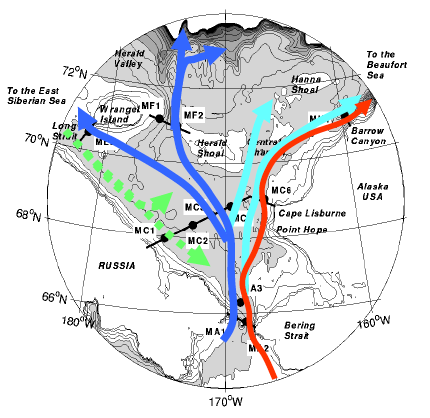 Herald
Valley
To the
Beaufort
Sea
72°N
Hanna
Shoal
To the East
Siberian Sea
Wrangel
Island
MF1
MF2
Long
Strait
70°N
Herald
Shoal
Barrow
Canyon
Alaska
USA
MC6
68°N
MC1
MC2
Cape Lisburne
Point Hope
RUSSIA
A3
66°N
MA1
Bering
Strait
180°W
160°W
170°W